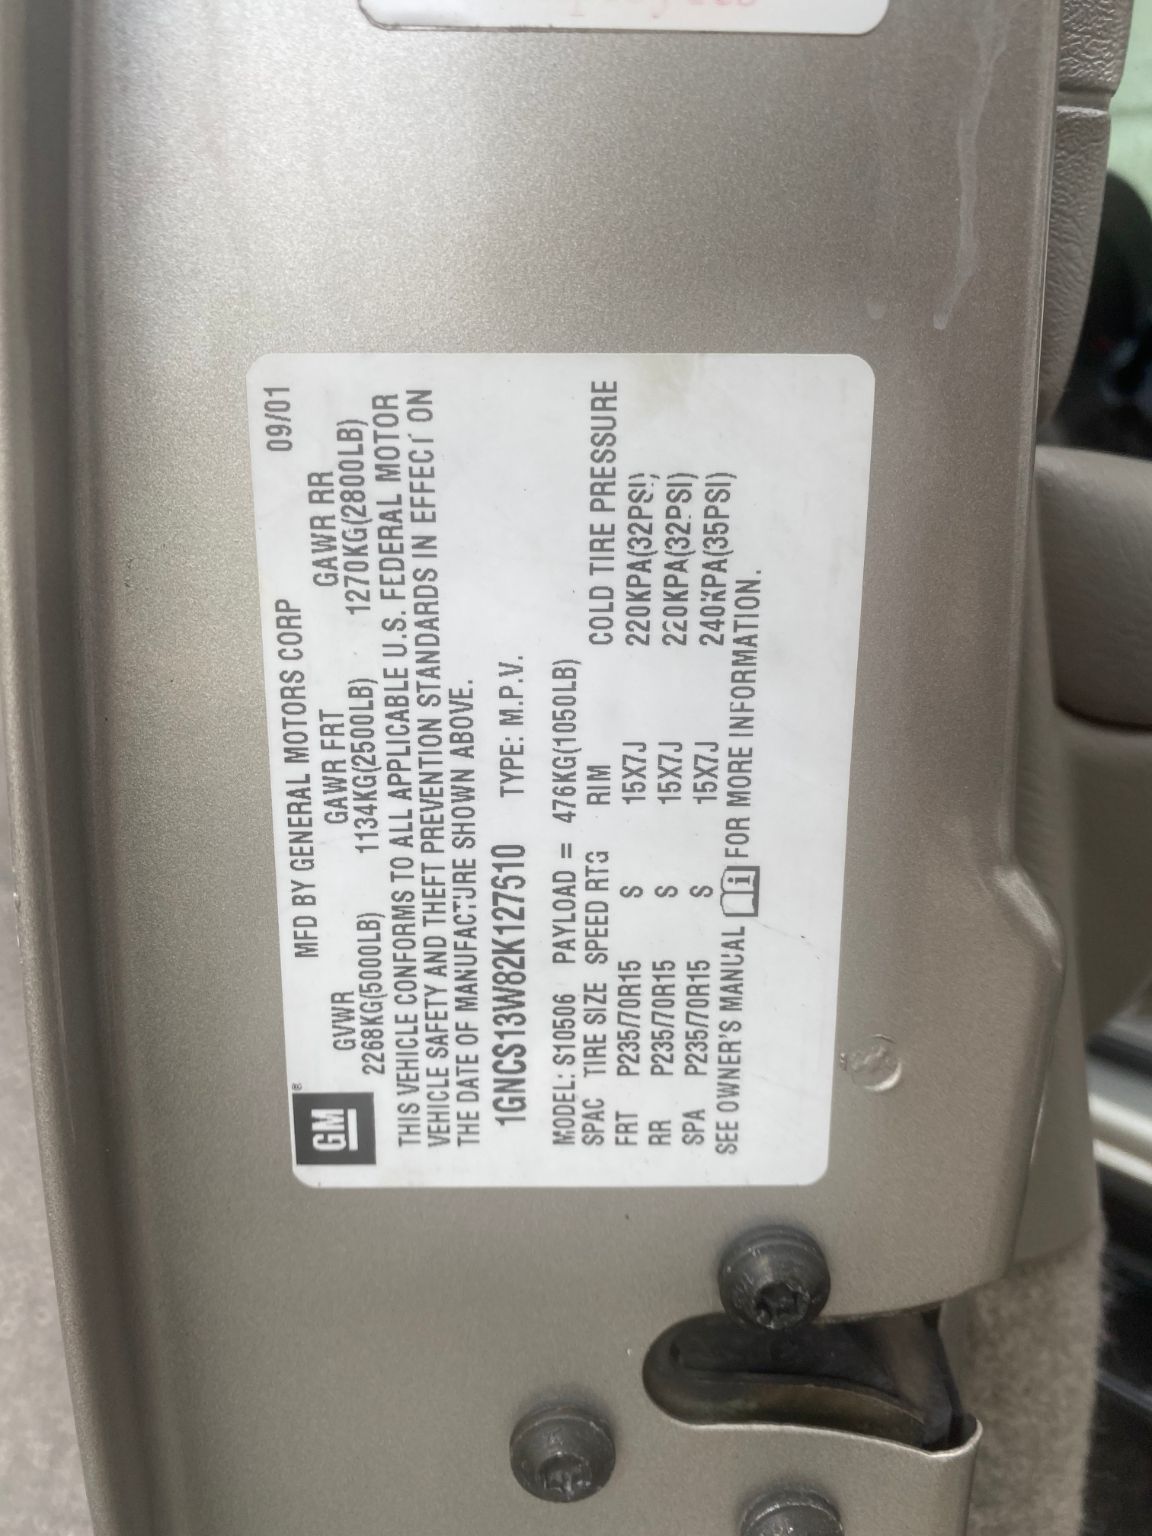 GM®
MFD BY GENERAL MOTORS CORP 09/01
GVWR GAWR FRT GAWR RR
2268KG(5000LB) 1134KG(2500LB) 1270KG(2800LB)
THIS VEHICLE CONFORMS TO ALL APPLICABLE U.S. FEDERAL MOTOR
VEHICLE SAFETY AND THEFT PREVENTION STANDARDS IN EFFECT ON
THE DATE OF MANUFACTURE SHOWN ABOVE.
1GNCS13W82K127510 TYPE: M.P.V.
MODEL: S10506 PAYLOAD = 476KG(1050LB)
SPAC TIRE SIZE SPEED RTG RIM COLD TIRE PRESSURE
FRT P235/70R15 S 15X7J 220KPA(32PSI)
RR P235/70R15 S 15X7J 220KPA(32PSI)
SPA P235/70R15 S 15X7J 240KPA(35PSI)
SEE OWNER'S MANUAL FOR MORE INFORMATION.